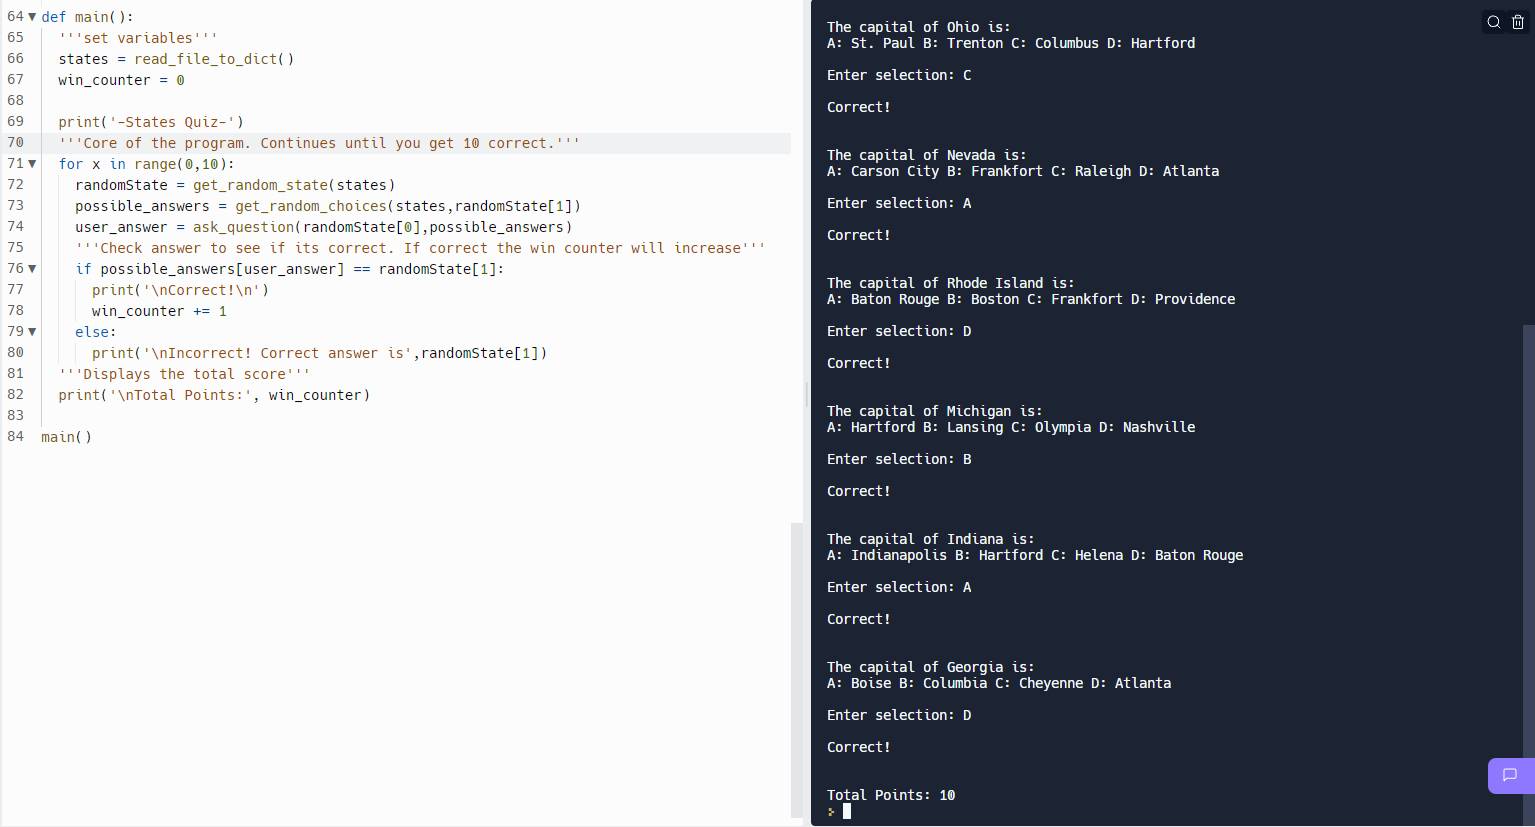 64 def main():
65 '''set variables'''
66 states = read_file_to_dict()
67 win_counter = 0
68
69 print('-States Quiz-')
70 '''Core of the program. Continues until you get 10 correct.'''
71 for x in range(0,10):
72 randomState = get_random_state(states)
73 possible_answers = get_random_choices(states,randomState[1])
74 user_answer = ask_question(randomState[0],possible_answers)
75 '''Check answer to see if its correct. If correct the win counter will increase'''
76 if possible_answers[user_answer] == randomState[1]:
77 print('\nCorrect!\n')
78 win_counter += 1
79 else:
80 print('\nIncorrect! Correct answer is',randomState[1])
81 '''Displays the total score'''
82 print('\nTotal Points:', win_counter)
83
84 main()
The capital of Ohio is:
A: St. Paul B: Trenton C: Columbus D: Hartford
Enter selection: C
Correct!
The capital of Nevada is:
A: Carson City B: Frankfort C: Raleigh D: Atlanta
Enter selection: A
Correct!
The capital of Rhode Island is:
A: Baton Rouge B: Boston C: Frankfort D: Providence
Enter selection: D
Correct!
The capital of Michigan is:
A: Hartford B: Lansing C: Olympia D: Nashville
Enter selection: B
Correct!
The capital of Indiana is:
A: Indianapolis B: Hartford C: Helena D: Baton Rouge
Enter selection: A
Correct!
The capital of Georgia is:
A: Boise B: Columbia C: Cheyenne D: Atlanta
Enter selection: D
Correct!
Total Points: 10